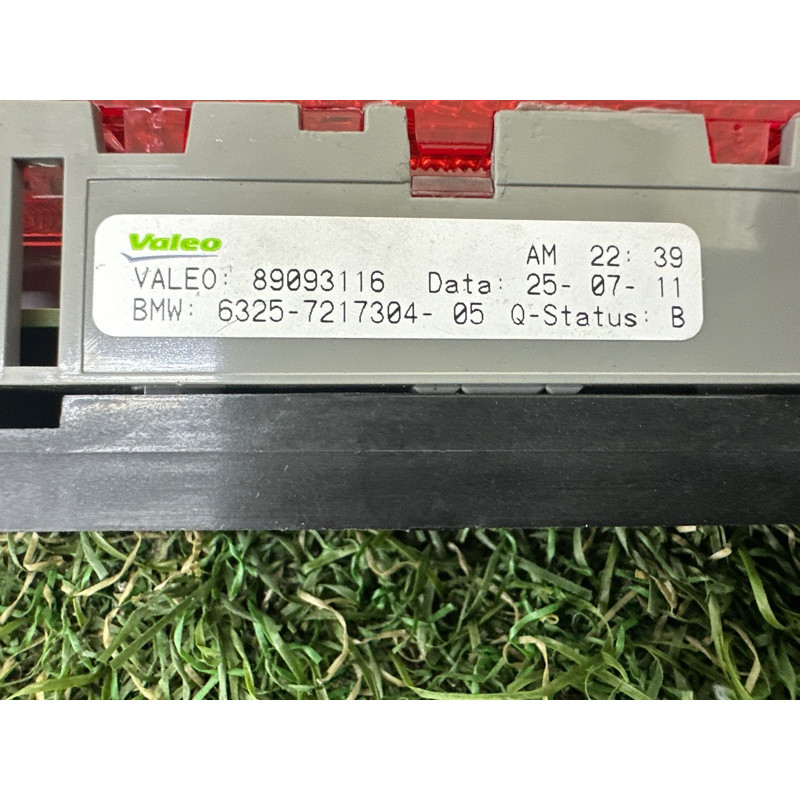 Valeo
AM 22: 39
VALEO: 89093116 Data: 25- 07- 11
BMW: 6325-7217304- 05 Q-Status: B